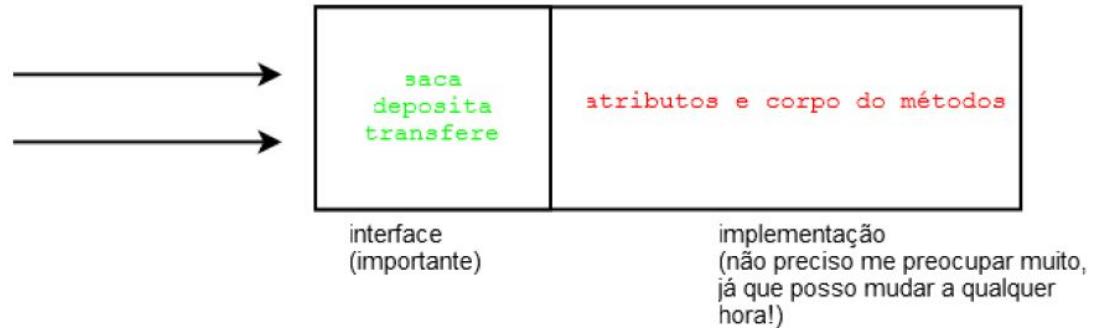 saca
deposita
transfere
atributos e corpo do métodos
interface
(importante)
implementação
(não preciso me preocupar muito,
já que posso mudar a qualquer
hora!)